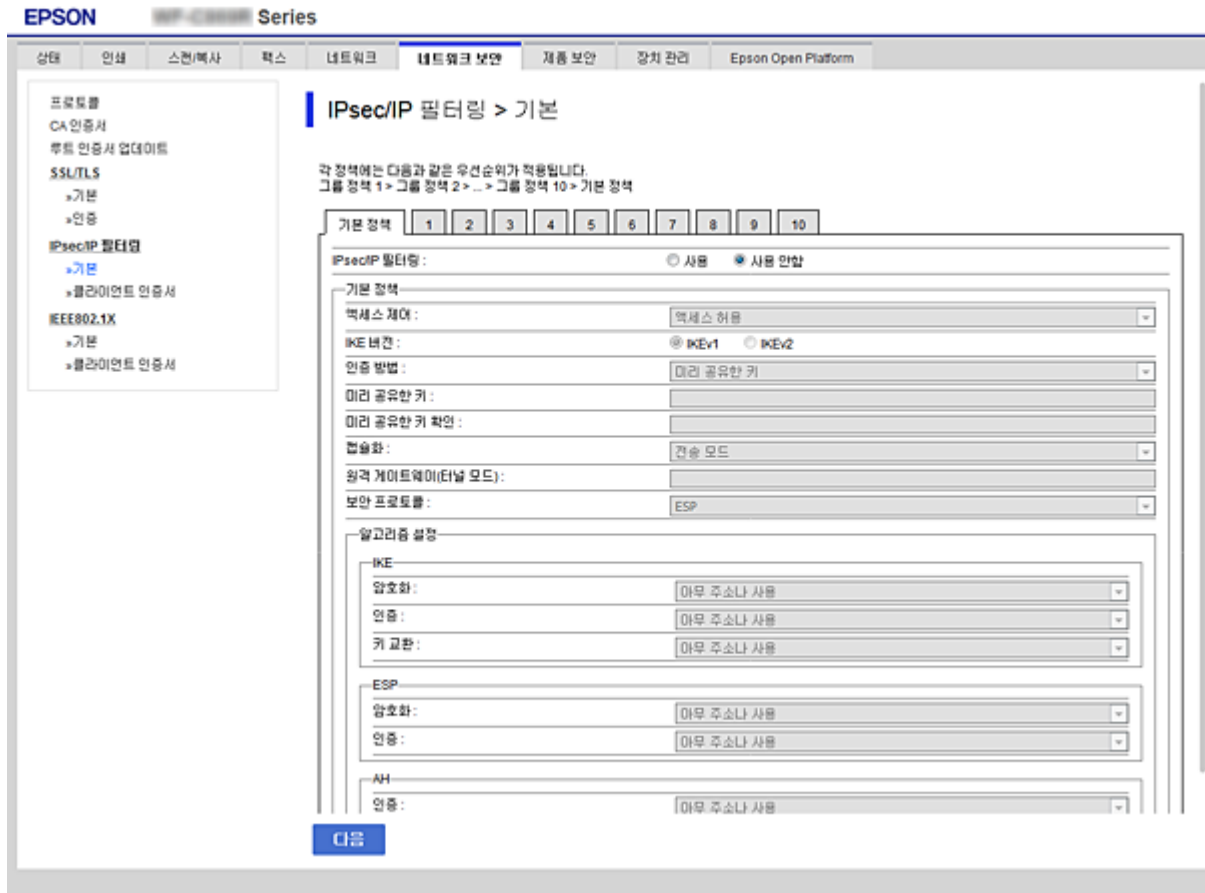 EPSON
Series
상태 인쇄 스캔/복사 팩스 네트워크 네트워크 보안 제품 보안 장치 관리 Epson Open Platform
프로토콜
CA 인증서
루트 인증서 업데이트
SSL/TLS
»기본
»인증
IPsec/IP 필터링
»기본
»클라이언트 인증서
IEEE802.1X
»기본
»클라이언트 인증서
IPsec/IP 필터링 > 기본
각 정책에는 다음과 같은 우선순위가 적용됩니다.
그룹 정책 1 > 그룹 정책 2 > ... > 그룹 정책 10 > 기본 정책
기본 정책 1 2 3 4 5 6 7 8 9 10
IPsec/IP 필터링 : 사용 사용 안함
기본 정책
액세스 제어 : 액세스 허용
IKE 버전 : IKEv1 IKEv2
인증 방법 : 미리 공유한 키
미리 공유한 키 :
미리 공유한 키 확인 :
캡슐화 : 전송 모드
원격 게이트웨이(터널 모드) :
보안 프로토콜 : ESP
알고리즘 설정
IKE
암호화 : 아무 주소나 사용
인증 : 아무 주소나 사용
키 교환 : 아무 주소나 사용
ESP
암호화 : 아무 주소나 사용
인증 : 아무 주소나 사용
AH
인증 : 아무 주소나 사용
다음